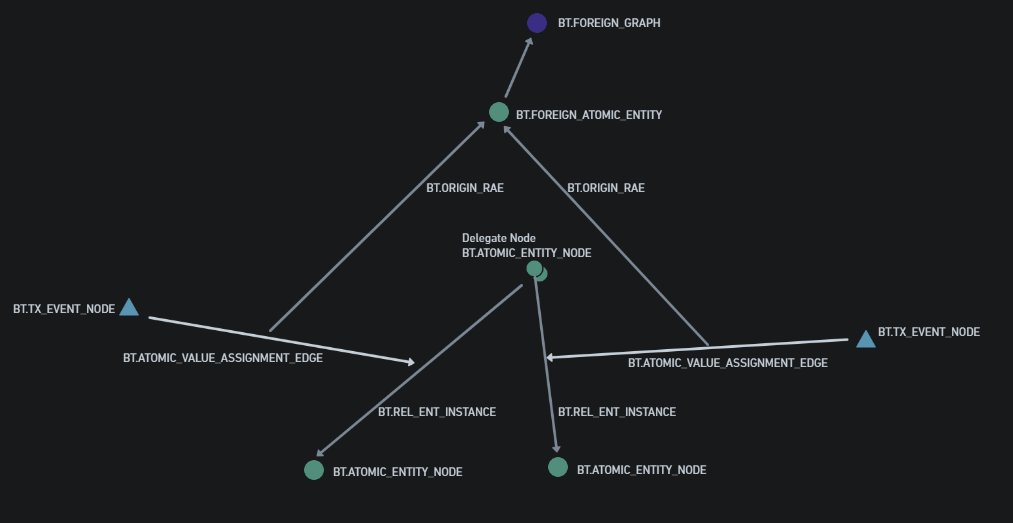 BT.FOREIGN_GRAPH
BT.FOREIGN_ATOMIC_ENTITY
BT.ORIGIN_RAE
BT.ORIGIN_RAE
Delegate Node
BT.ATOMIC_ENTITY_NODE
BT.TX_EVENT_NODE
BT.TX_EVENT_NODE
BT.ATOMIC_VALUE_ASSIGNMENT_EDGE
BT.ATOMIC_VALUE_ASSIGNMENT_EDGE
BT.REL_ENT_INSTANCE
BT.REL_ENT_INSTANCE
BT.ATOMIC_ENTITY_NODE
BT.ATOMIC_ENTITY_NODE